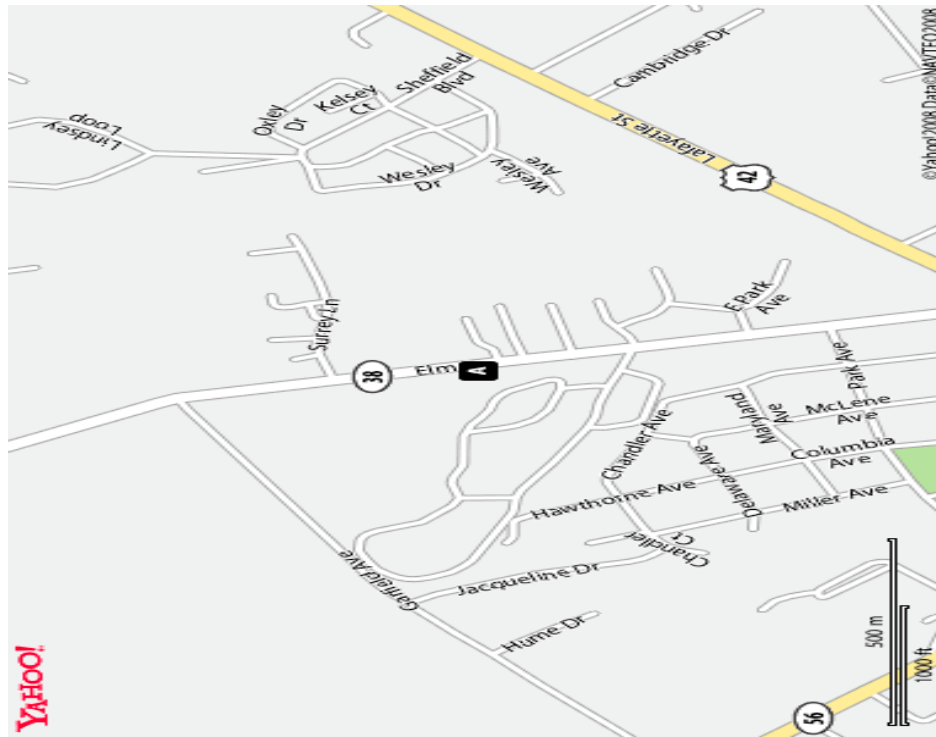 YAHOO!
Lindsey
Loop
Oxley
Dr
Kelsey
Ct
Sheffield
Blvd
Cambridge Dr
Wesley
Dr
Wesley
Ave
Lafayette St
42
Surrey Ln
38
Elm
A
E Park
Ave
Park Ave
Maryland
Ave
McLene
Ave
Columbia
Ave
Chandler Ave
Delaware Ave
Hawthorne Ave
Miller Ave
Chandler
Ct
Garfield Ave
Jacqueline Dr
Hume Dr
56
500 m
1000 ft
©Yahoo! 2008 Data©NAVTEQ2008